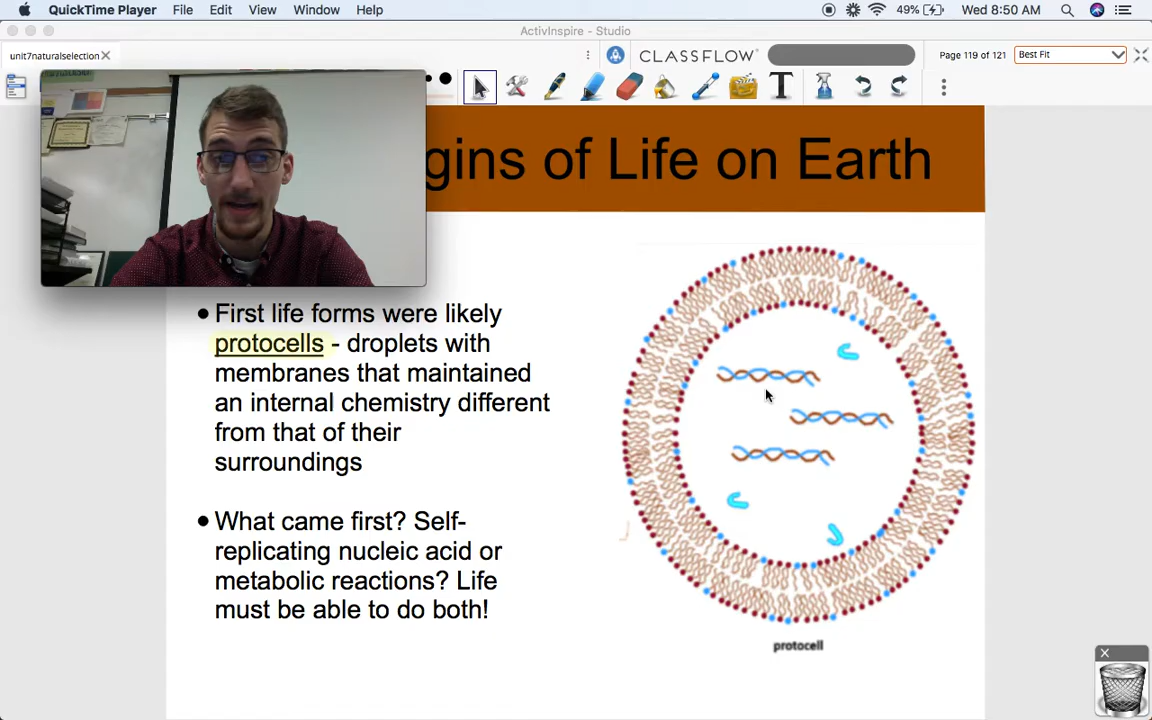 QuickTime Player File Edit View Window Help 49% Wed 8:50 AM
ActivInspire - Studio
unit7naturalselection
CLASSFLOW
Page 119 of 121
Best Fit
gins of Life on Earth
• First life forms were likely
protocells - droplets with
membranes that maintained
an internal chemistry different
from that of their
surroundings
• What came first? Self-
replicating nucleic acid or
metabolic reactions? Life
must be able to do both!
protocell